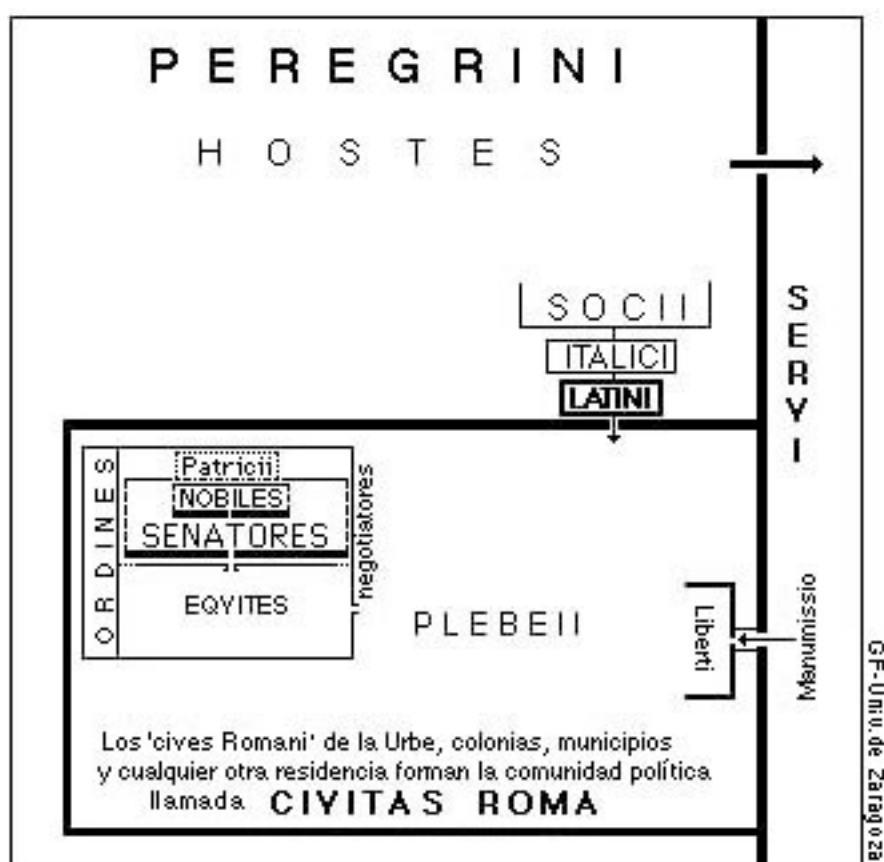 PEREGRINI
HOSTES
SOCII
ITALICI
LATINI
SERVI
ORDINES
Patricii
NOBILES
SENATORES
EQVITES
negotiatores
PLEBEII
Liberti
Manumissio
Los 'cives Romani' de la Urbe, colonias, municipios
y cualquier otra residencia forman la comunidad política
llamada CIVITAS ROMA
GF-Univ.de Zaragoza